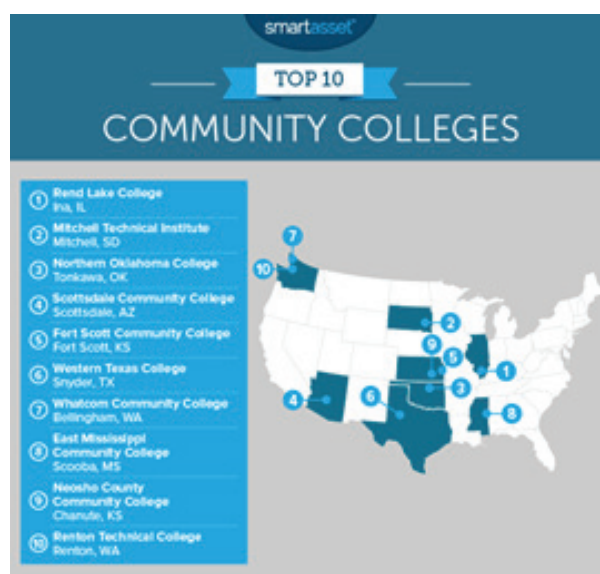 smartasset
TOP 10
COMMUNITY COLLEGES
1 Rend Lake College
Ina, IL
2 Mitchell Technical Institute
Mitchell, SD
3 Northern Oklahoma College
Tonkawa, OK
4 Scottsdale Community College
Scottsdale, AZ
5 Fort Scott Community College
Fort Scott, KS
6 Western Texas College
Snyder, TX
7 Whatcom Community College
Bellingham, WA
8 East Mississippi
Community College
Scooba, MS
9 Neosho County
Community College
Chanute, KS
10 Renton Technical College
Renton, WA
7
10
2
9
5
1
4
6
3
8